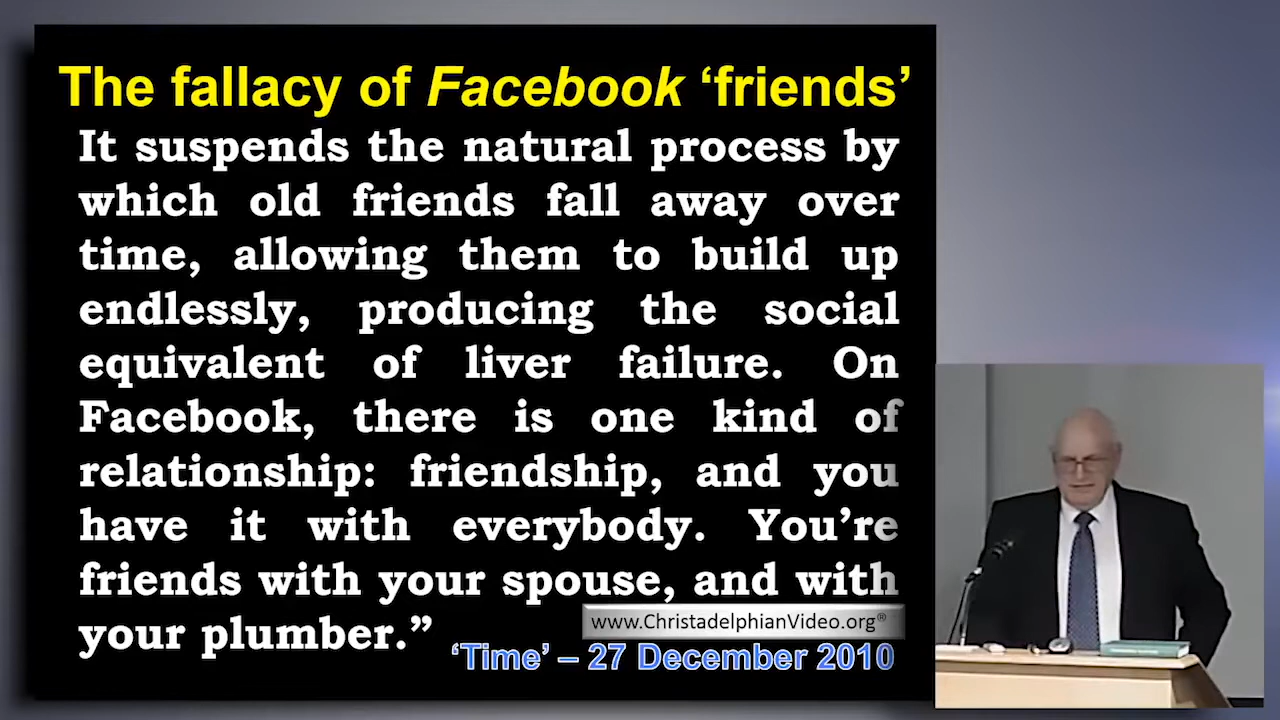 The fallacy of Facebook ‘friends’
It suspends the natural process by
which old friends fall away over
time, allowing them to build up
endlessly, producing the social
equivalent of liver failure. On
Facebook, there is one kind of
relationship: friendship, and you
have it with everybody. You’re
friends with your spouse, and with
your plumber.”
www.ChristadelphianVideo.org®
‘Time’ – 27 December 2010